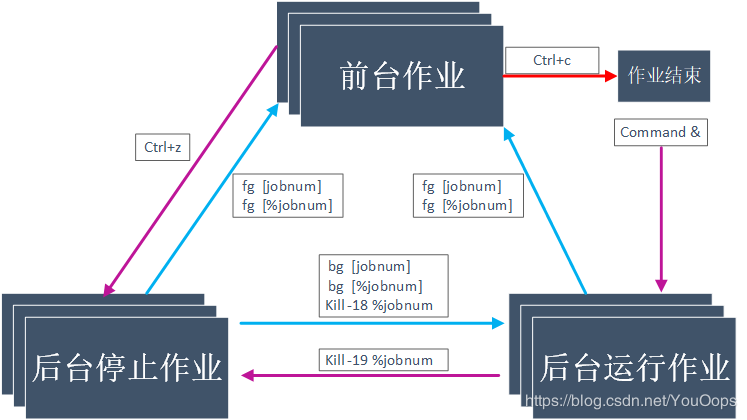 前台作业
Ctrl+c
作业结束
Command &
Ctrl+z
fg [jobnum]
fg [%jobnum]
fg [jobnum]
fg [%jobnum]
bg [jobnum]
bg [%jobnum]
Kill -18 %jobnum
后台停止作业
Kill -19 %jobnum
后台运行作业
https://blog.csdn.net/YouOops